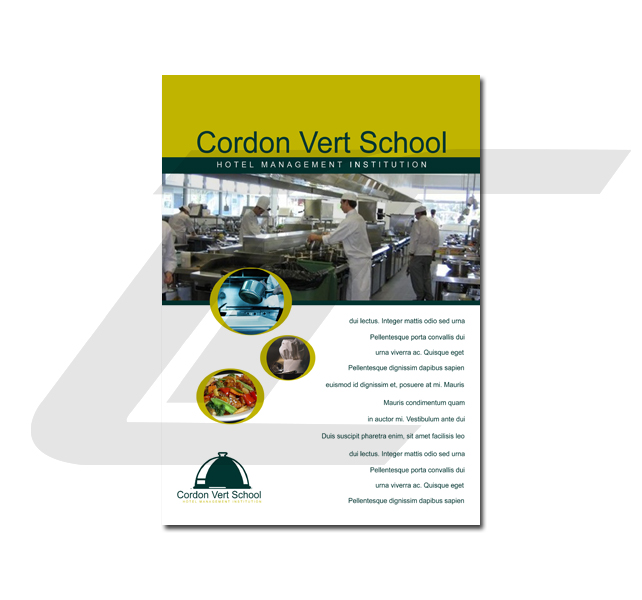 Cordon Vert School
HOTEL MANAGEMENT INSTITUTION
dui lectus. Integer mattis odio sed urna
Pellentesque porta convallis dui
urna viverra ac. Quisque eget
Pellentesque dignissim dapibus sapien
euismod id dignissim et, posuere at mi. Mauris
Mauris condimentum quam
in auctor mi. Vestibulum ante dui
Duis suscipit pharetra enim, sit amet facilisis leo
dui lectus. Integer mattis odio sed urna
Pellentesque porta convallis dui
urna viverra ac. Quisque eget
Pellentesque dignissim dapibus sapien
Cordon Vert School
HOTEL MANAGEMENT INSTITUTION